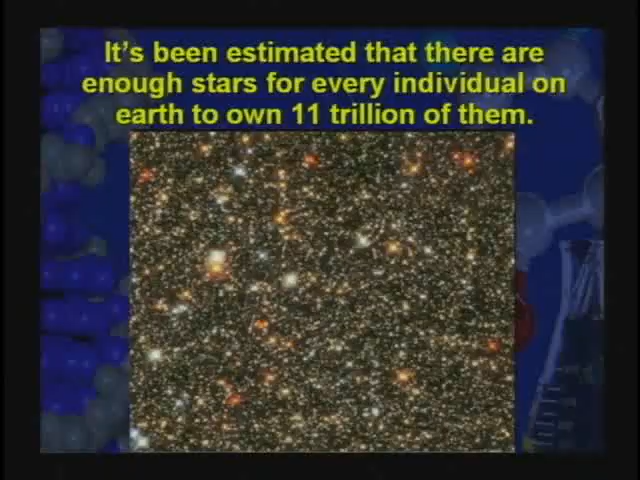 It's been estimated that there are
enough stars for every individual on
earth to own 11 trillion of them.